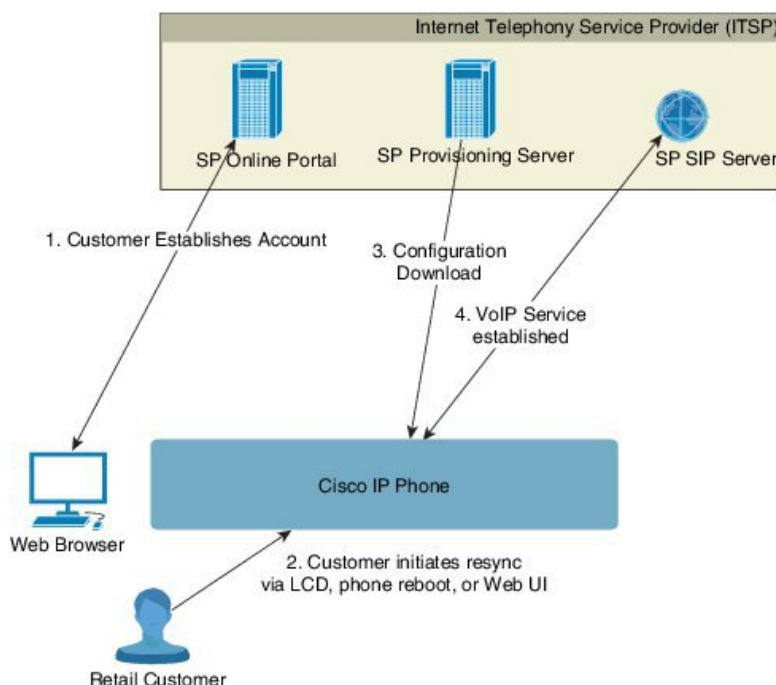 Internet Telephony Service Provider (ITSP)
SP Online Portal
SP Provisioning Server
SP SIP Server
1. Customer Establishes Account
3. Configuration
Download
4. VoIP Service
established
Cisco IP Phone
Web Browser
2. Customer initiates resync
via LCD, phone reboot, or Web UI
Retail Customer